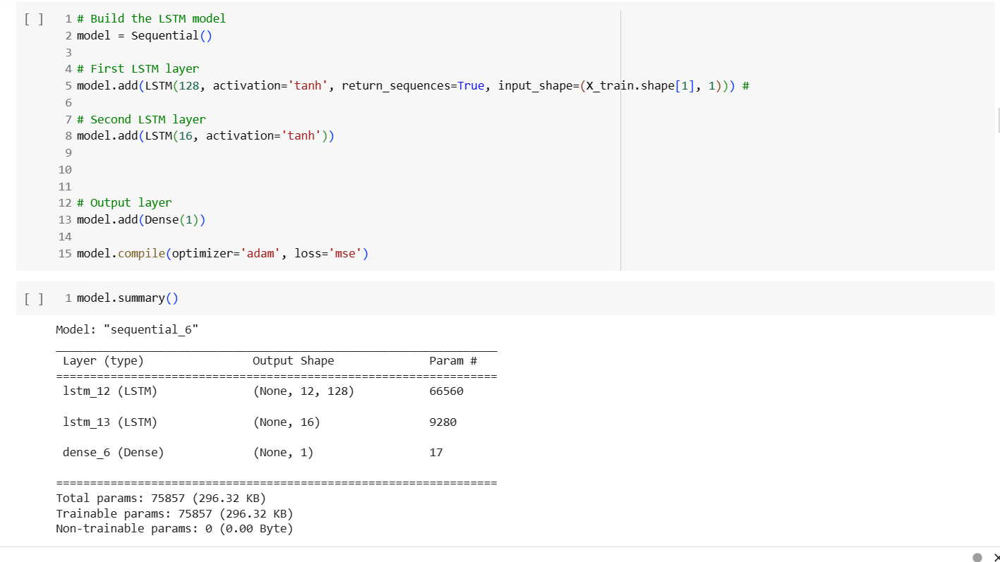 [ ] 1 # Build the LSTM model
2 model = Sequential()
3
4 # First LSTM layer
5 model.add(LSTM(128, activation='tanh', return_sequences=True, input_shape=(X_train.shape[1], 1))) #
6
7 # Second LSTM layer
8 model.add(LSTM(16, activation='tanh'))
9
10
11
12 # Output layer
13 model.add(Dense(1))
14
15 model.compile(optimizer='adam', loss='mse')
[ ] 1 model.summary()
Model: "sequential_6"
_________________________________________________________________
Layer (type) Output Shape Param #
=================================================================
lstm_12 (LSTM) (None, 12, 128) 66560
lstm_13 (LSTM) (None, 16) 9280
dense_6 (Dense) (None, 1) 17
=================================================================
Total params: 75857 (296.32 KB)
Trainable params: 75857 (296.32 KB)
Non-trainable params: 0 (0.00 Byte)